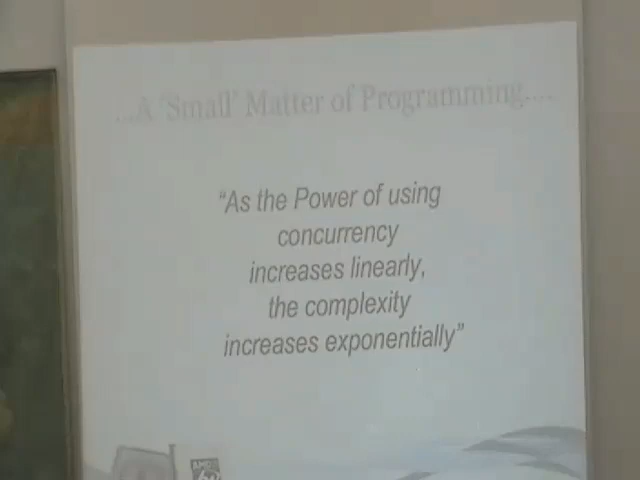 ...A 'Small' Matter of Programming....
“As the Power of using
concurrency
increases linearly,
the complexity
increases exponentially”